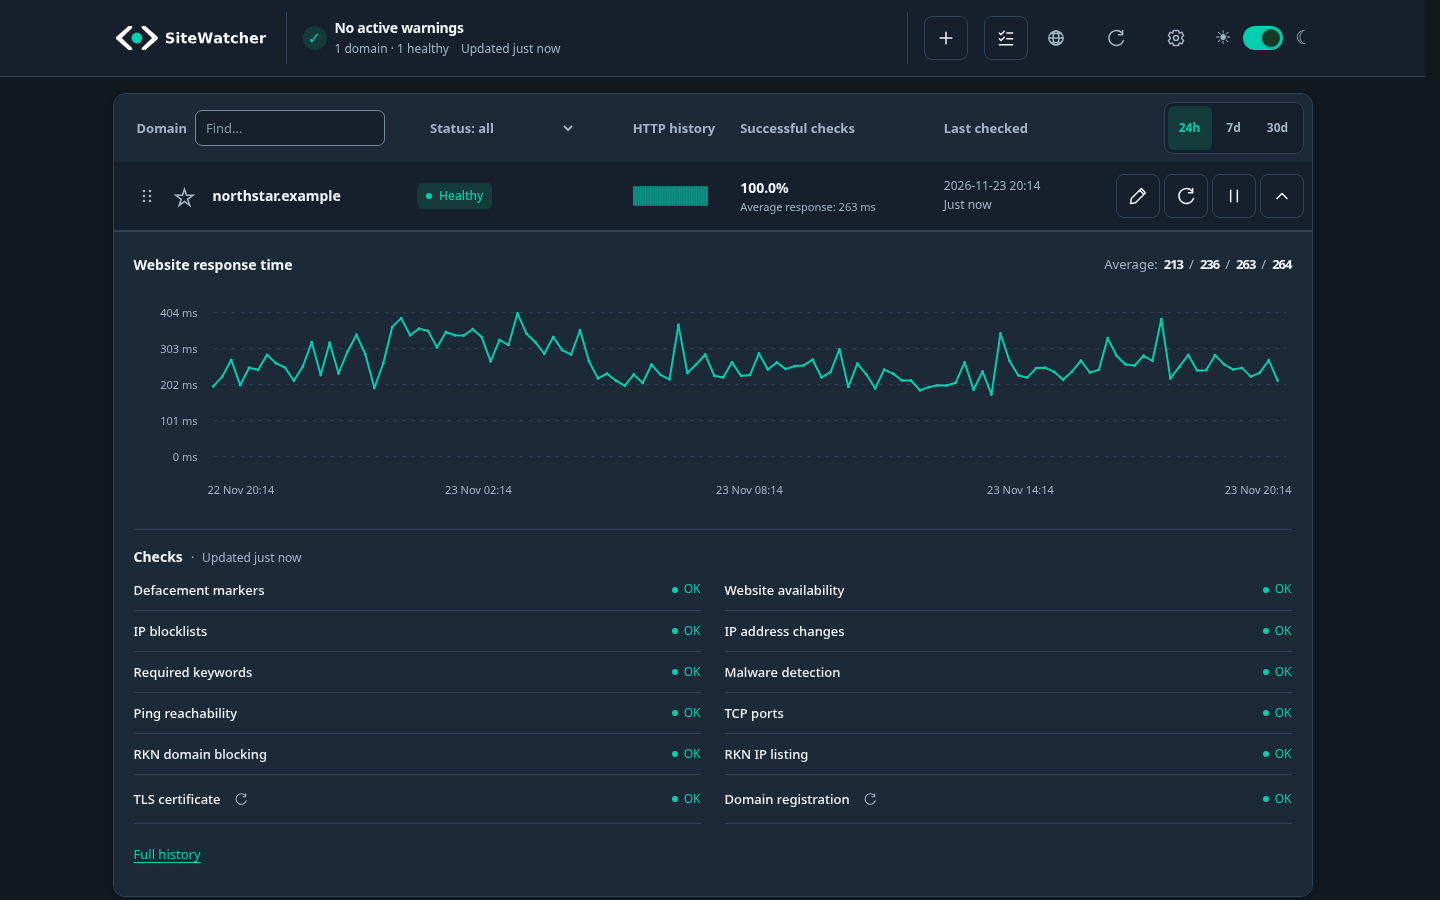 SiteWatcher
No active warnings
1 domain · 1 healthy Updated just now
Domain Find... Status: all HTTP history Successful checks Last checked 24h 7d 30d
northstar.example Healthy 100.0% 2026-11-23 20:14
Average response: 263 ms Just now
Website response time Average: 213 / 236 / 263 / 264
404 ms
303 ms
202 ms
101 ms
0 ms
22 Nov 20:14 23 Nov 02:14 23 Nov 08:14 23 Nov 14:14 23 Nov 20:14
Checks · Updated just now
Defacement markers OK Website availability OK
IP blocklists OK IP address changes OK
Required keywords OK Malware detection OK
Ping reachability OK TCP ports OK
RKN domain blocking OK RKN IP listing OK
TLS certificate OK Domain registration OK
Full history